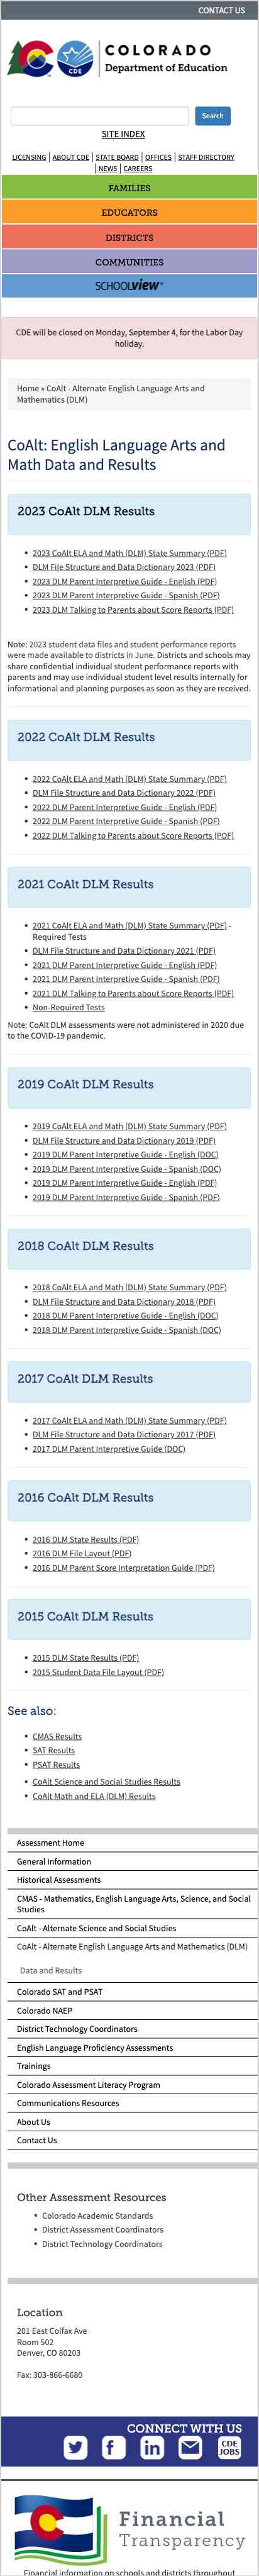 CONTACT US
COLORADO
CDE
Department of Education
Search
SITE INDEX
LICENSING | ABOUT CDE | STATE BOARD | OFFICES | STAFF DIRECTORY
| NEWS | CAREERS
FAMILIES
EDUCATORS
DISTRICTS
COMMUNITIES
SCHOOLVIEW®
CDE will be closed on Monday, September 4, for the Labor Day
holiday.
Home » CoAlt - Alternate English Language Arts and
Mathematics (DLM)
CoAlt: English Language Arts and
Math Data and Results
2023 CoAlt DLM Results
• 2023 CoAlt ELA and Math (DLM) State Summary (PDF)
• DLM File Structure and Data Dictionary 2023 (PDF)
• 2023 DLM Parent Interpretive Guide - English (PDF)
• 2023 DLM Parent Interpretive Guide - Spanish (PDF)
• 2023 DLM Talking to Parents about Score Reports (PDF)
Note: 2023 student data files and student performance reports
were made available to districts in June. Districts and schools may
share confidential individual student performance reports with
parents and may use individual student level results internally for
informational and planning purposes as soon as they are received.
2022 CoAlt DLM Results
• 2022 CoAlt ELA and Math (DLM) State Summary (PDF)
• DLM File Structure and Data Dictionary 2022 (PDF)
• 2022 DLM Parent Interpretive Guide - English (PDF)
• 2022 DLM Parent Interpretive Guide - Spanish (PDF)
• 2022 DLM Talking to Parents about Score Reports (PDF)
2021 CoAlt DLM Results
• 2021 CoAlt ELA and Math (DLM) State Summary (PDF) -
Required Tests
• DLM File Structure and Data Dictionary 2021 (PDF)
• 2021 DLM Parent Interpretive Guide - English (PDF)
• 2021 DLM Parent Interpretive Guide - Spanish (PDF)
• 2021 DLM Talking to Parents about Score Reports (PDF)
• Non-Required Tests
Note: CoAlt DLM assessments were not administered in 2020 due
to the COVID-19 pandemic.
2019 CoAlt DLM Results
• 2019 CoAlt ELA and Math (DLM) State Summary (PDF)
• DLM File Structure and Data Dictionary 2019 (PDF)
• 2019 DLM Parent Interpretive Guide - English (DOC)
• 2019 DLM Parent Interpretive Guide - Spanish (DOC)
• 2019 DLM Parent Interpretive Guide - English (PDF)
• 2019 DLM Parent Interpretive Guide - Spanish (PDF)
2018 CoAlt DLM Results
• 2018 CoAlt ELA and Math (DLM) State Summary (PDF)
• DLM File Structure and Data Dictionary 2018 (PDF)
• 2018 DLM Parent Interpretive Guide - English (DOC)
• 2018 DLM Parent Interpretive Guide - Spanish (DOC)
2017 CoAlt DLM Results
• 2017 CoAlt ELA and Math (DLM) State Summary (PDF)
• DLM File Structure and Data Dictionary 2017 (PDF)
• 2017 DLM Parent Interpretive Guide (DOC)
2016 CoAlt DLM Results
• 2016 DLM State Results (PDF)
• 2016 DLM File Layout (PDF)
• 2016 DLM Parent Score Interpretation Guide (PDF)
2015 CoAlt DLM Results
• 2015 DLM State Results (PDF)
• 2015 Student Data File Layout (PDF)
See also:
• CMAS Results
• SAT Results
• PSAT Results
• CoAlt Science and Social Studies Results
• CoAlt Math and ELA (DLM) Results
Assessment Home
General Information
Historical Assessments
CMAS - Mathematics, English Language Arts, Science, and Social
Studies
CoAlt - Alternate Science and Social Studies
CoAlt - Alternate English Language Arts and Mathematics (DLM)
Data and Results
Colorado SAT and PSAT
Colorado NAEP
District Technology Coordinators
English Language Proficiency Assessments
Trainings
Colorado Assessment Literacy Program
Communications Resources
About Us
Contact Us
Other Assessment Resources
• Colorado Academic Standards
• District Assessment Coordinators
• District Technology Coordinators
Location
201 East Colfax Ave
Room 502
Denver, CO 80203
Fax: 303-866-6680
CONNECT WITH US
CDE
JOBS
Financial
Transparency
Financial information on schools and districts throughout